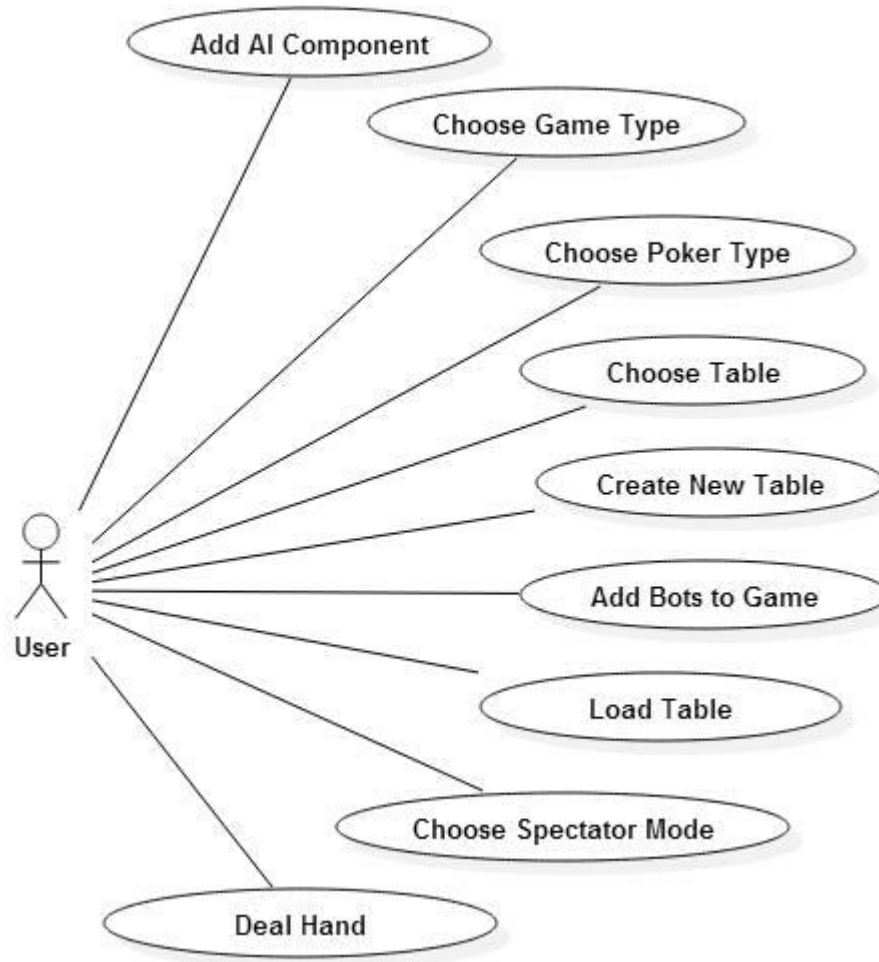 Add AI Component
Choose Game Type
Choose Poker Type
Choose Table
Create New Table
Add Bots to Game
User
Load Table
Choose Spectator Mode
Deal Hand